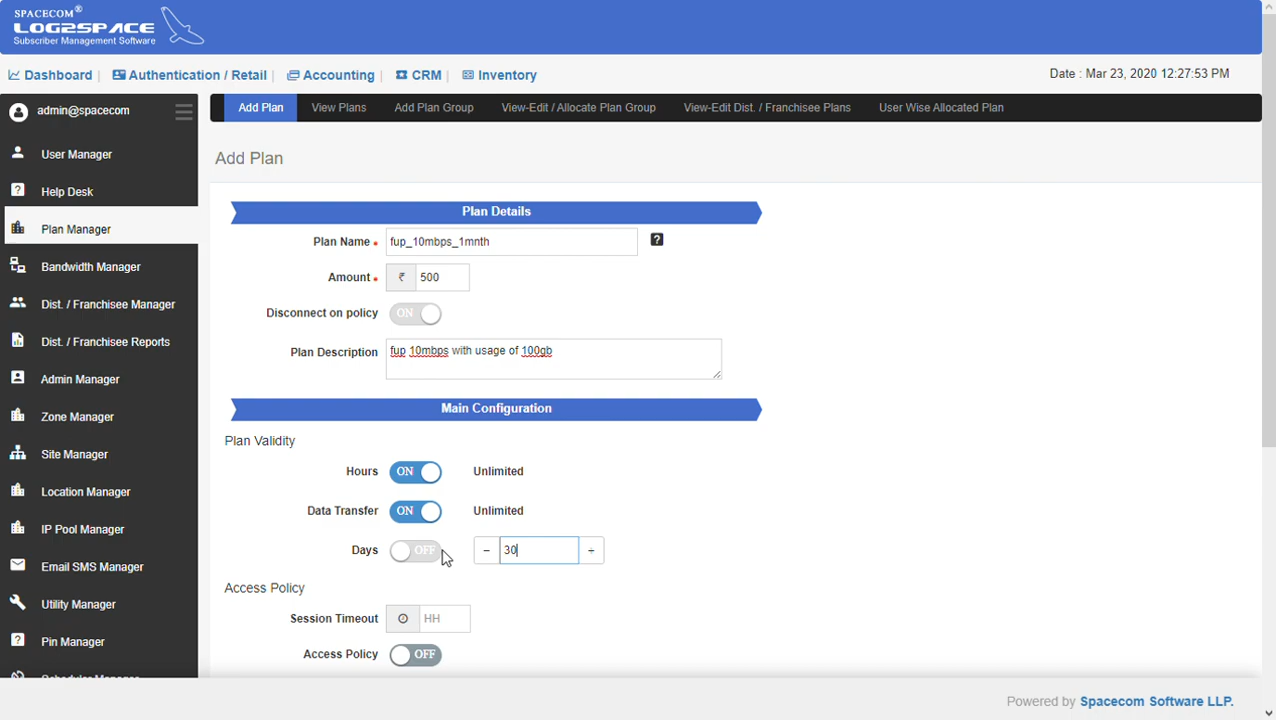 SPACECOM®
LOG2SPACE
Subscriber Management Software
Dashboard | Authentication / Retail | Accounting | CRM | Inventory
Date : Mar 23, 2020 12:27:53 PM
admin@spacecom
Add Plan View Plans Add Plan Group View-Edit / Allocate Plan Group View-Edit Dist. / Franchisee Plans User Wise Allocated Plan
User Manager
Help Desk
Plan Manager
Bandwidth Manager
Dist. / Franchisee Manager
Dist. / Franchisee Reports
Admin Manager
Zone Manager
Site Manager
Location Manager
IP Pool Manager
Email SMS Manager
Utility Manager
Pin Manager
Scheduler Manager
Add Plan
Plan Details
Plan Name • fup_10mbps_1mnth ?
Amount • ₹ 500
Disconnect on policy ON
Plan Description fup 10mbps with usage of 100gb
Main Configuration
Plan Validity
Hours ON Unlimited
Data Transfer ON Unlimited
Days OFF − 30 +
Access Policy
Session Timeout HH
Access Policy OFF
Powered by Spacecom Software LLP.